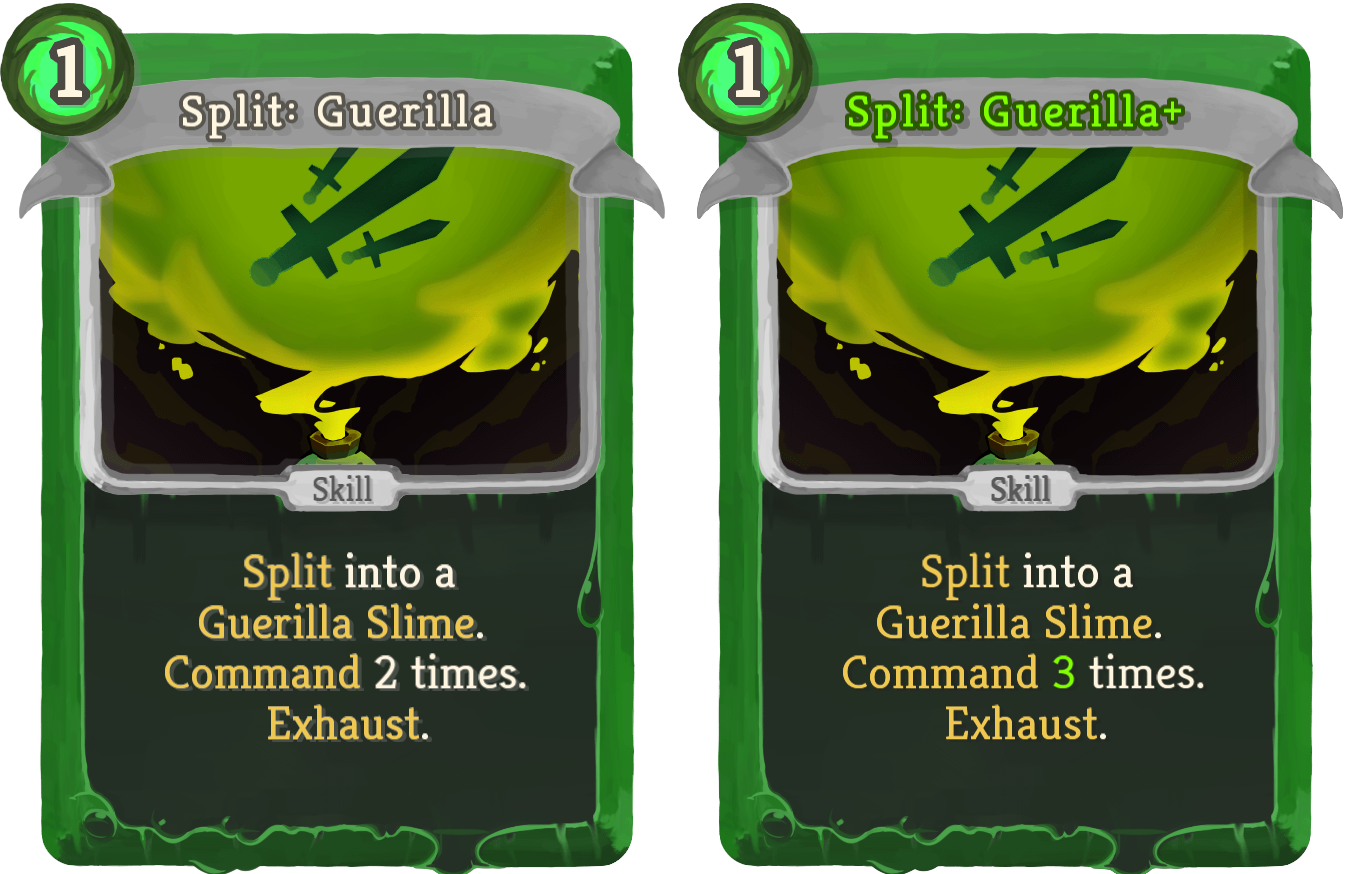 1
Split: Guerilla
Skill
Split into a
Guerilla Slime.
Command 2 times.
Exhaust.
1
Split: Guerilla+
Skill
Split into a
Guerilla Slime.
Command 3 times.
Exhaust.